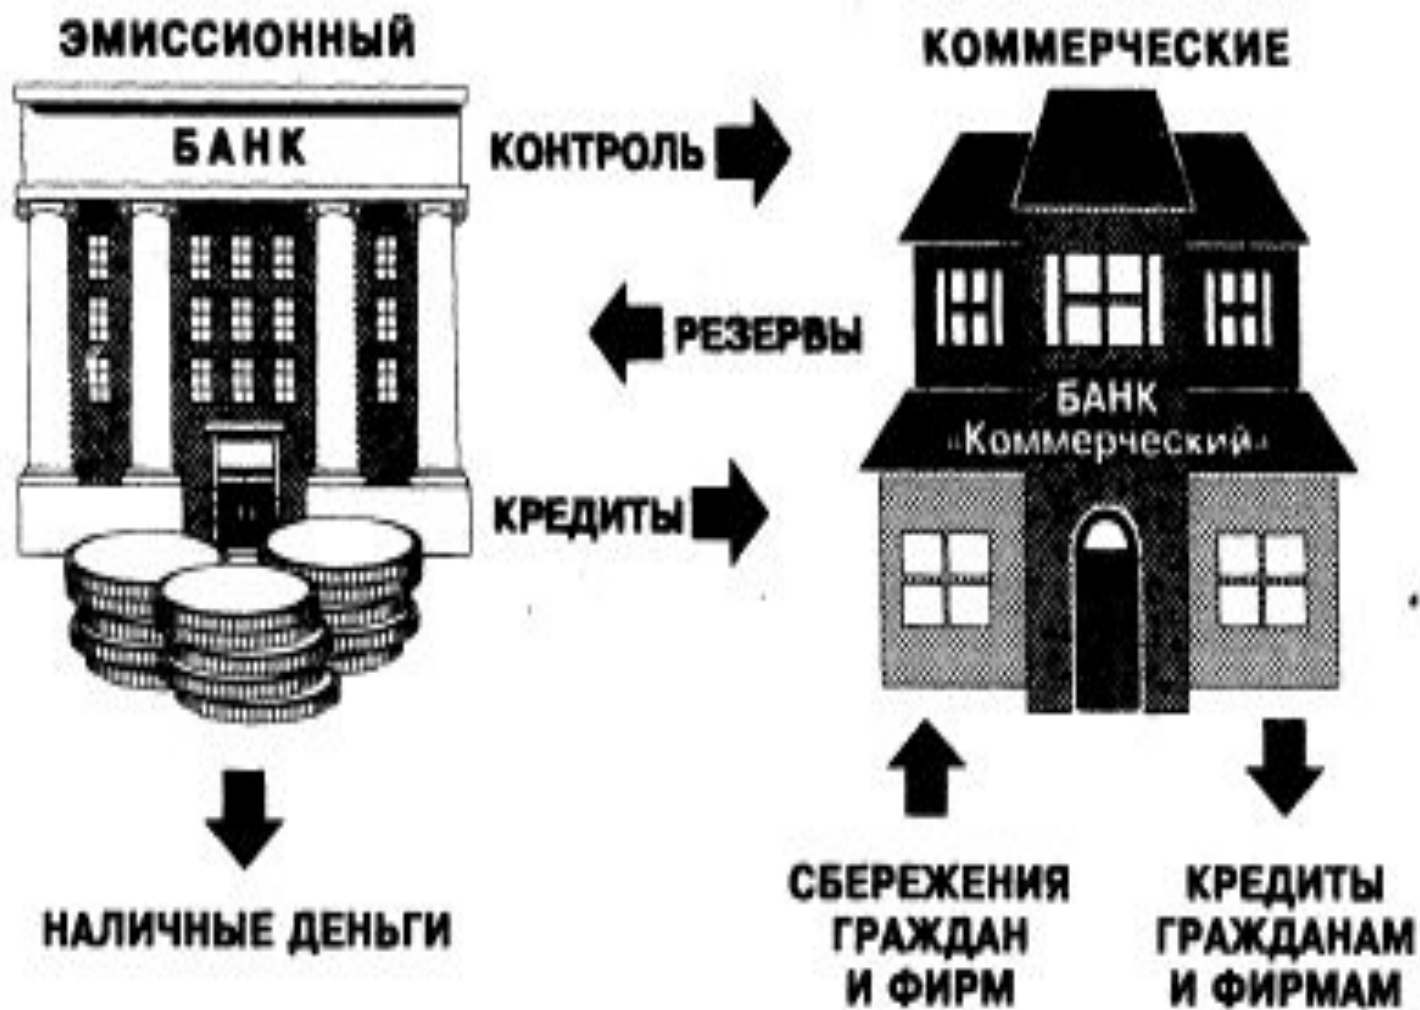 ЭМИССИОННЫЙ
БАНК
КОММЕРЧЕСКИЕ
КОНТРОЛЬ
РЕЗЕРВЫ
КРЕДИТЫ
БАНК
«Коммерческий»
НАЛИЧНЫЕ ДЕНЬГИ
СБЕРЕЖЕНИЯ
ГРАЖДАН
И ФИРМ
КРЕДИТЫ
ГРАЖДАНАМ
И ФИРМАМ